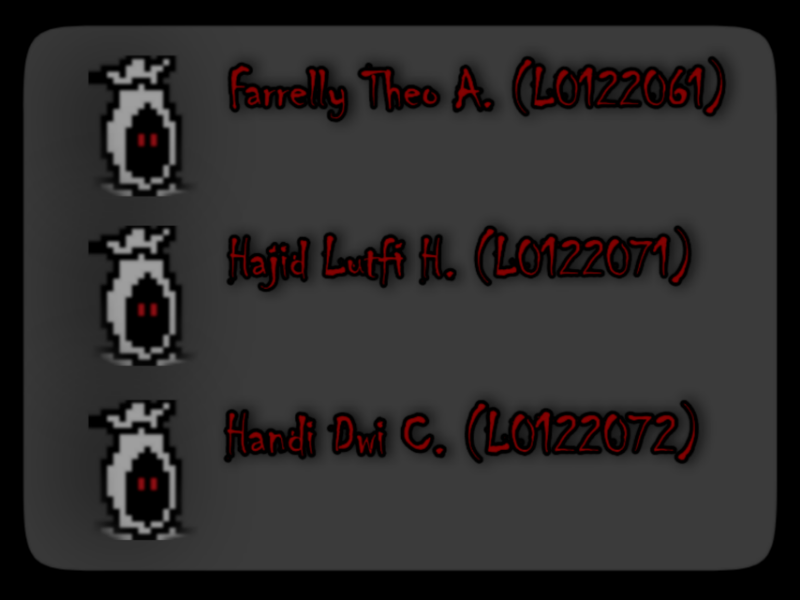 Farrelly Theo A. (L0122061)
Hajid Lutfi H. (L0122071)
Handi Dwi C. (L0122072)